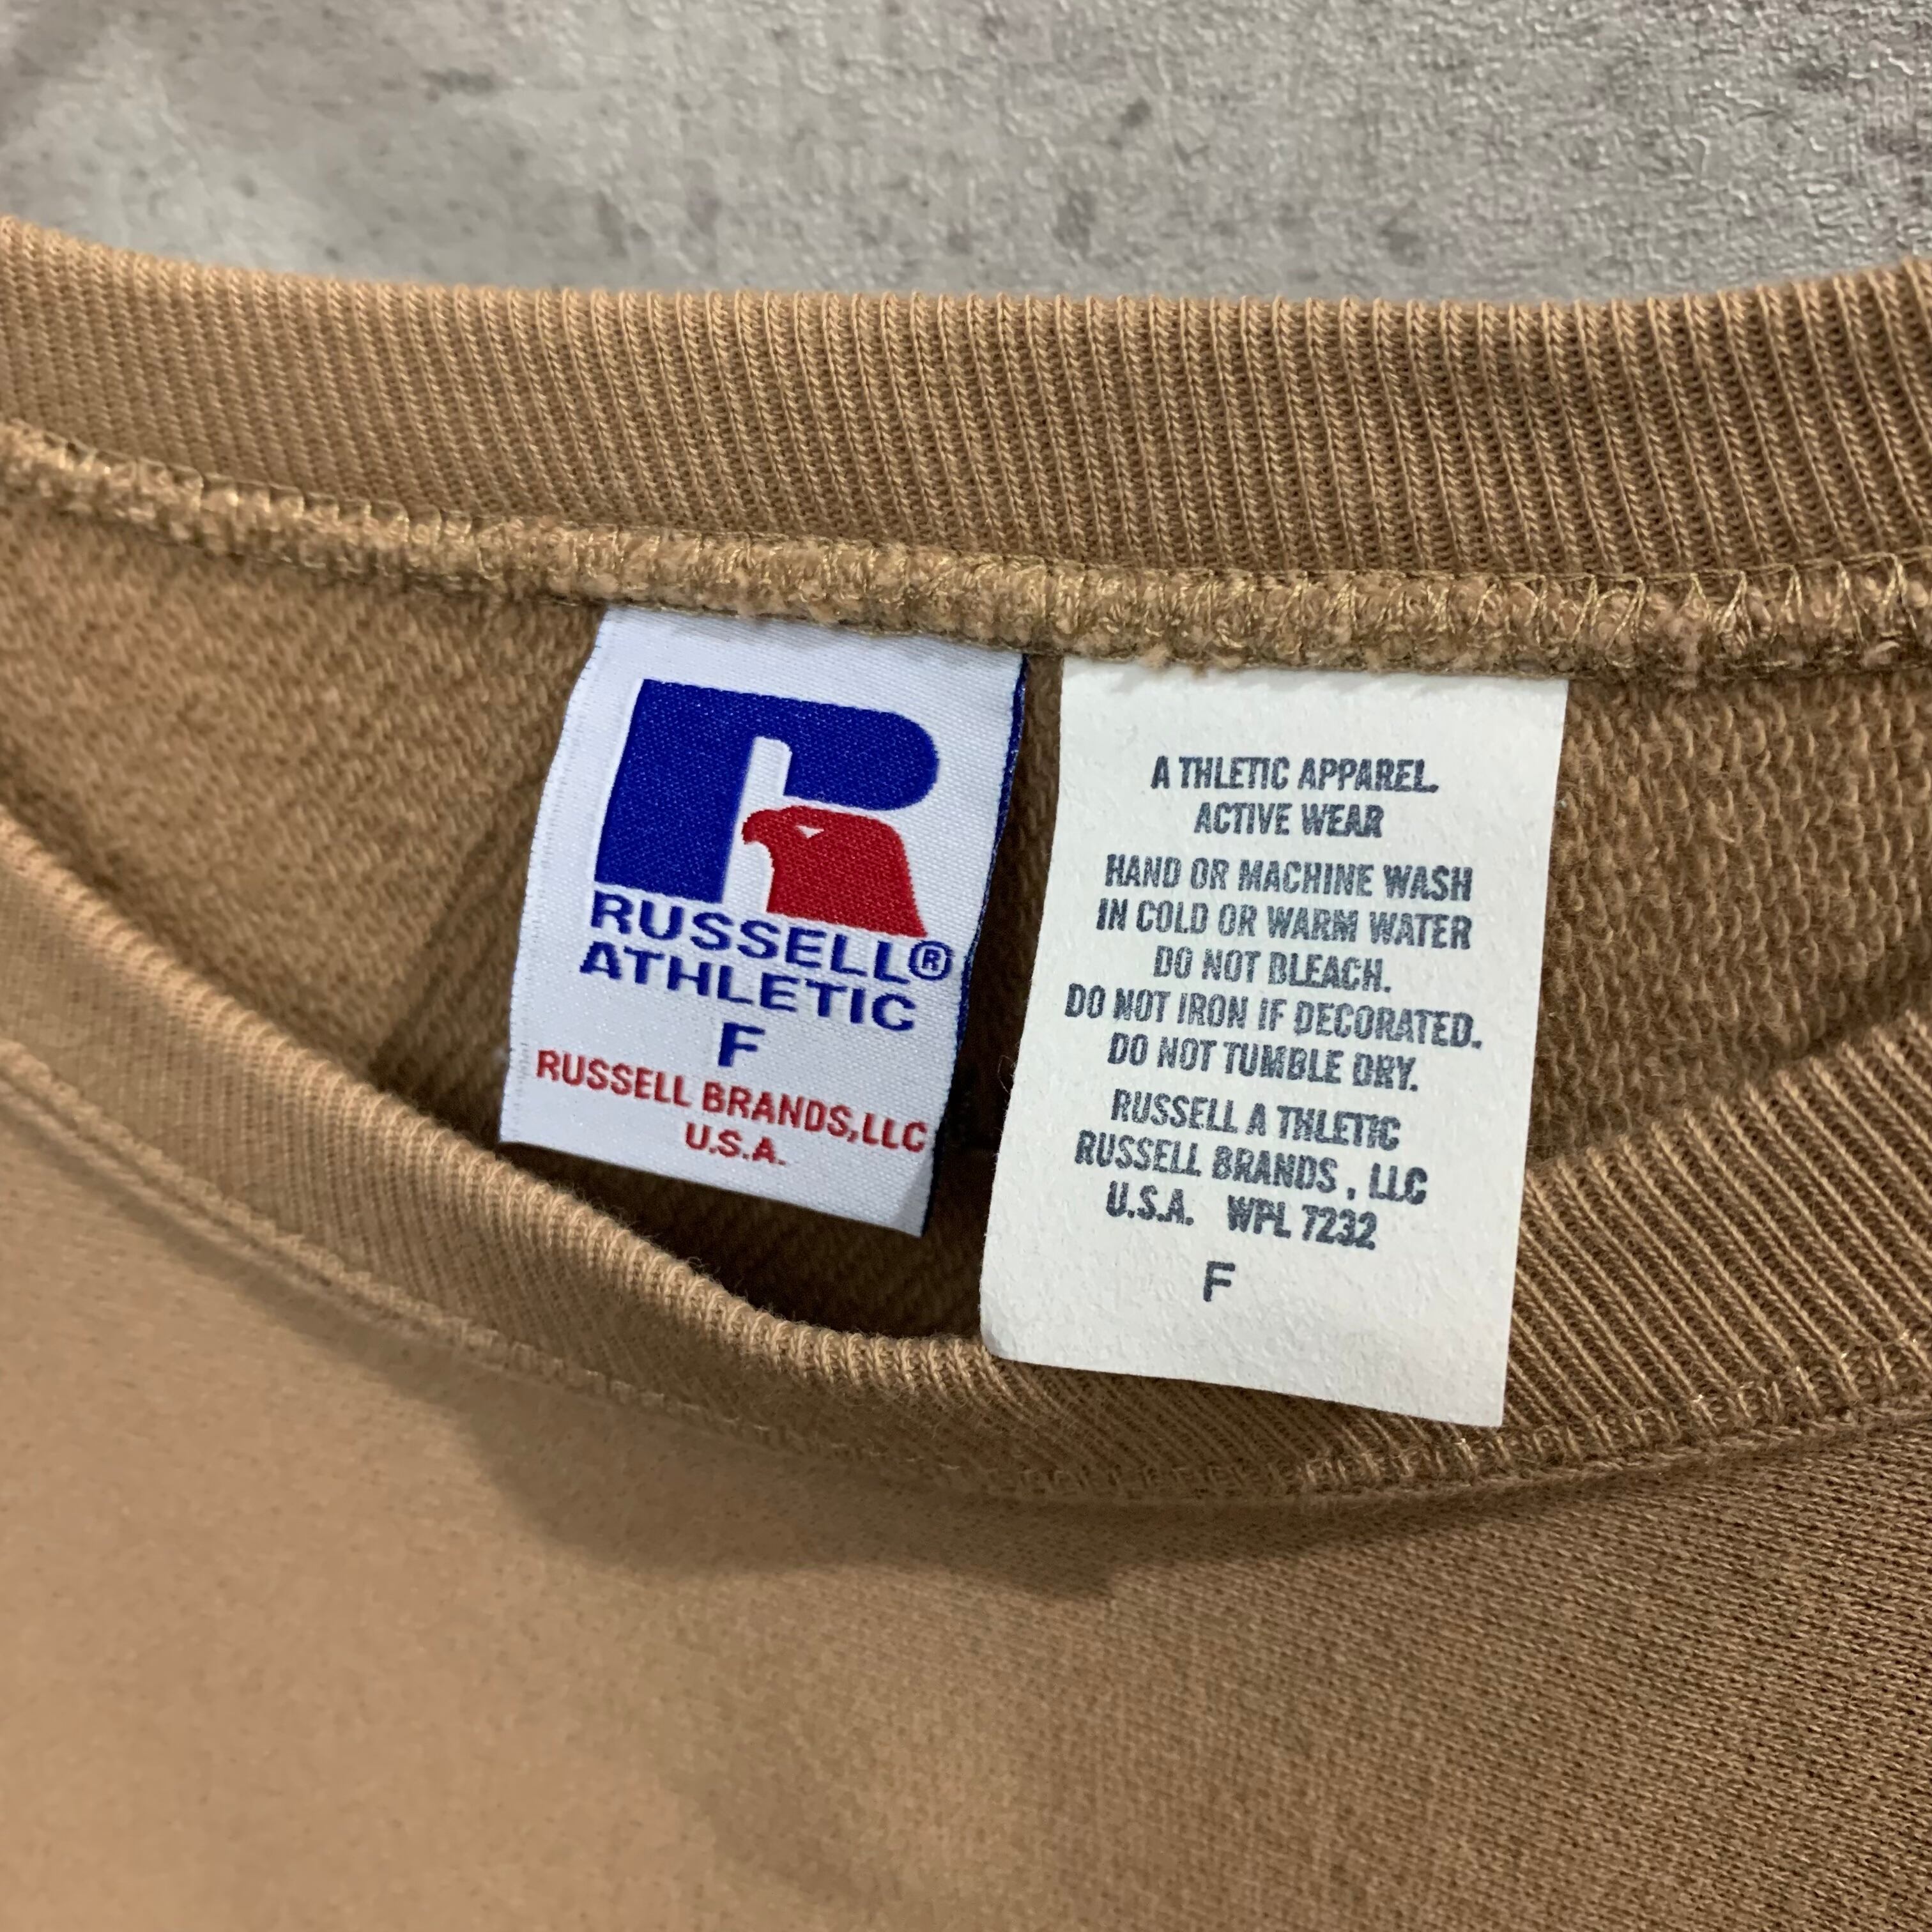 RUSSELL®
ATHLETIC
F
RUSSELL BRANDS,LLC
U.S.A.
A THLETIC APPAREL.
ACTIVE WEAR
HAND OR MACHINE WASH
IN COLD OR WARM WATER
DO NOT BLEACH.
DO NOT IRON IF DECORATED.
DO NOT TUMBLE DRY.
RUSSELL A THLETIC
RUSSELL BRANDS , LLC
U.S.A. WPL 7232
F